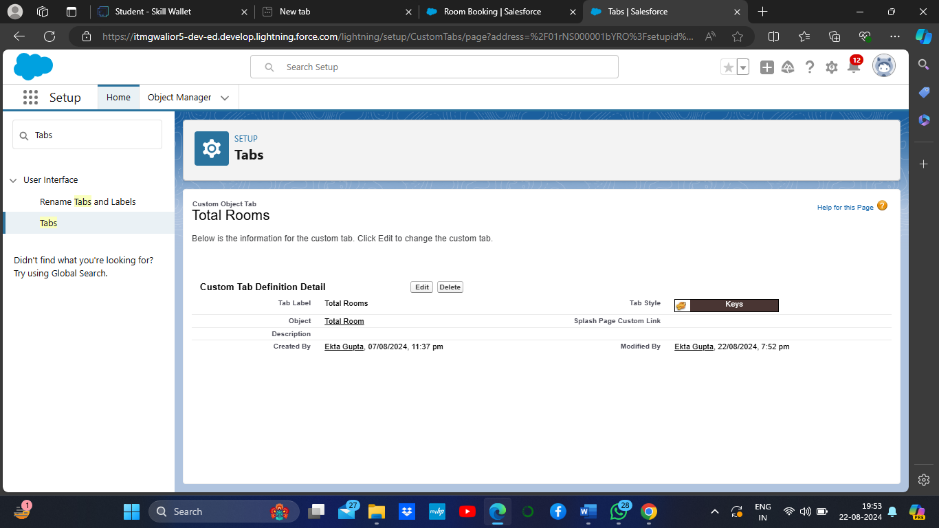 Student - Skill Wallet
New tab
Room Booking | Salesforce
Tabs | Salesforce
https://itmgwalior5-dev-ed.develop.lightning.force.com/lightning/setup/CustomTabs/page?address=%2F01rNS000001bYRO%3Fsetupid%...
Search Setup
12
Setup
Home
Object Manager
Tabs
SETUP
Tabs
User Interface
Rename Tabs and Labels
Tabs
Didn't find what you're looking for?
Try using Global Search.
Custom Object Tab
Total Rooms
Help for this Page
Below is the information for the custom tab. Click Edit to change the custom tab.
Custom Tab Definition Detail
Edit
Delete
Tab Label Total Rooms
Tab Style Keys
Object Total Room
Splash Page Custom Link
Description
Created By Ekta Gupta, 07/08/2024, 11:37 pm
Modified By Ekta Gupta, 22/08/2024, 7:52 pm
1
Search
27
28
ENG
IN
19:53
22-08-2024